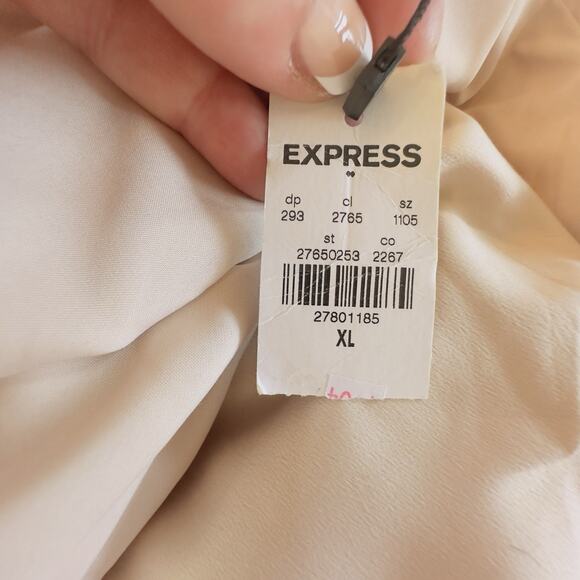 EXPRESS
dp cl sz
293 2765 1105
st co
27650253 2267
27801185
XL